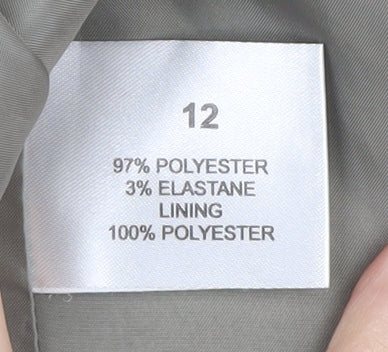 12
97% POLYESTER
3% ELASTANE
LINING
100% POLYESTER